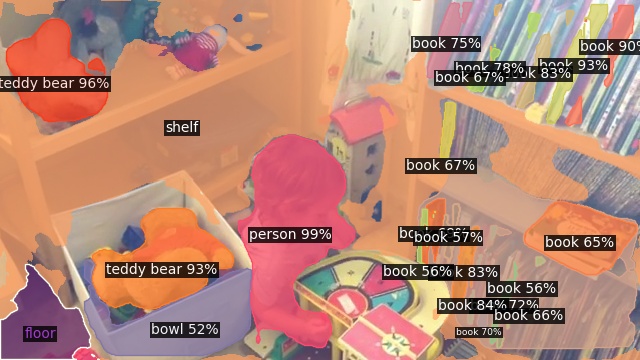 book 75%
book 90%
book 78%
book 93%
book 67%
book 83%
teddy bear 96%
shelf
book 67%
person 99%
book 57%
book 65%
teddy bear 93%
book 56%
k 83%
book 56%
book 84%
72%
book 66%
bowl 52%
floor
book 70%